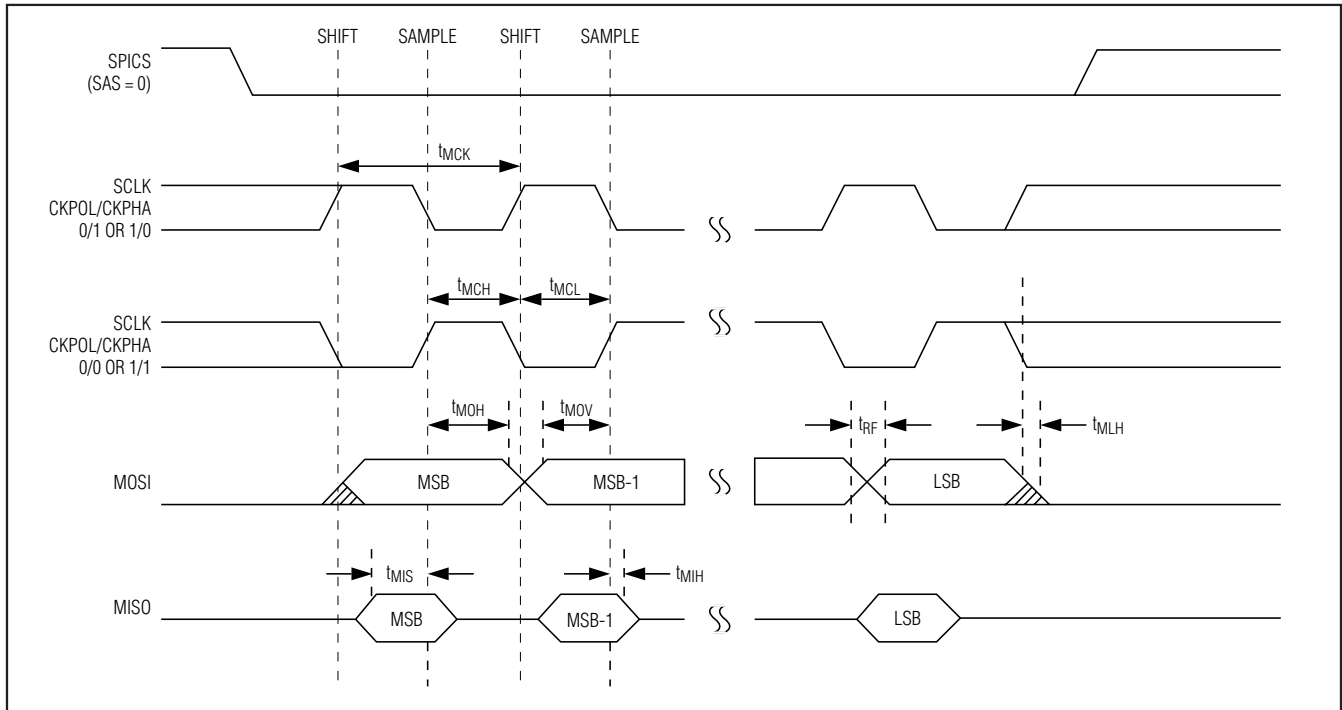 SHIFT SAMPLE SHIFT SAMPLE
SPICS
(SAS = 0)
tMCK
SCLK
CKPOL/CKPHA
0/1 OR 1/0
tMCH tMCL
SCLK
CKPOL/CKPHA
0/0 OR 1/1
tMOH tMOV tRF tMLH
MOSI MSB MSB-1 LSB
tMIS tMIH
MISO MSB MSB-1 LSB